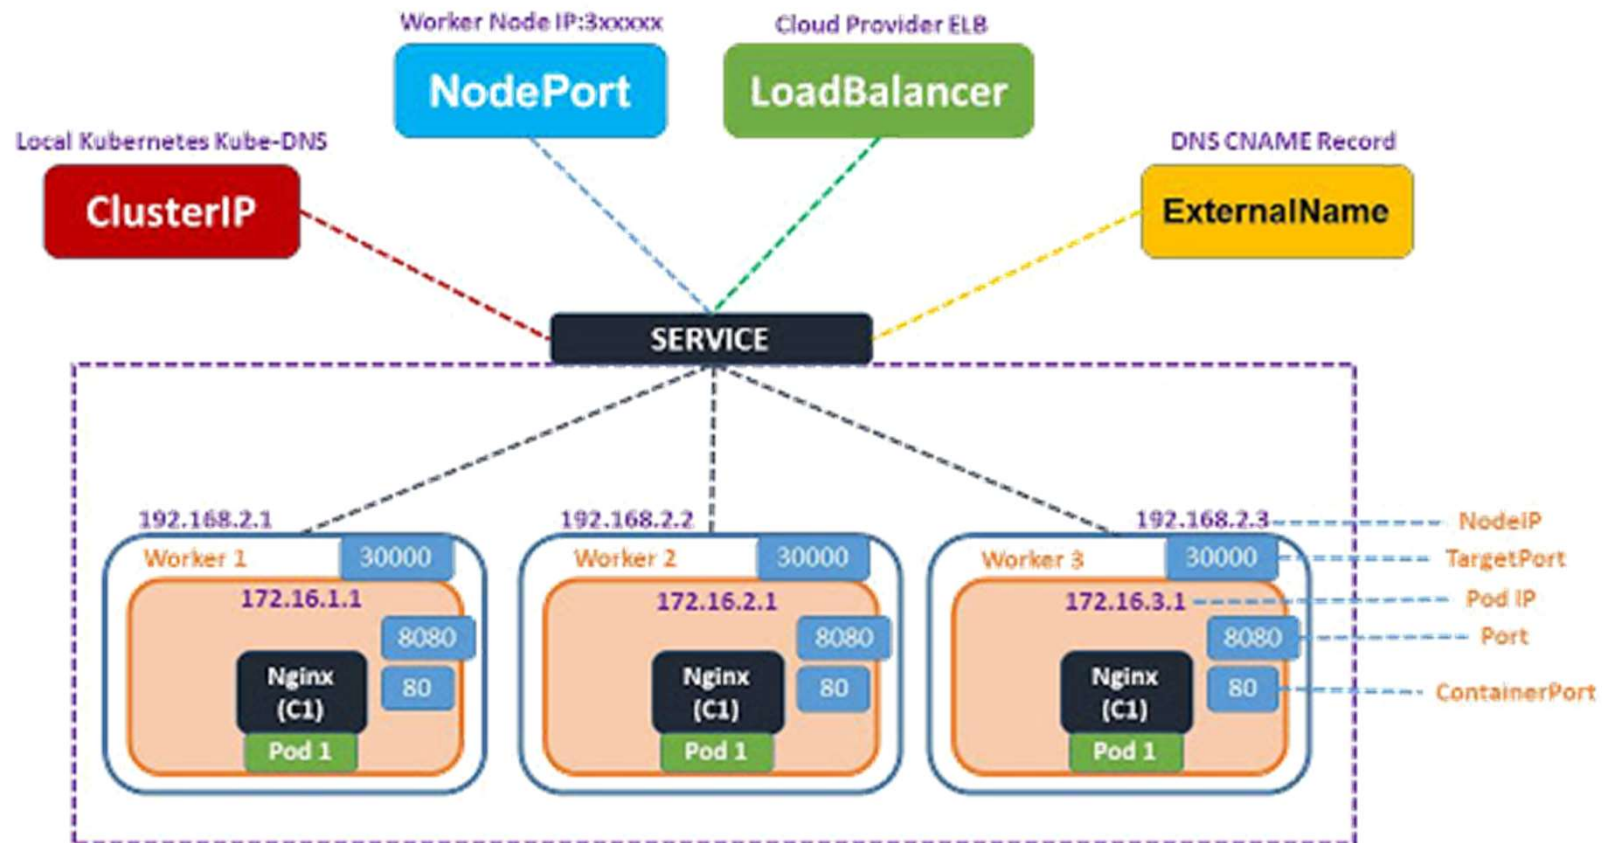 Worker Node IP:3xxxxx
Cloud Provider ELB
NodePort
LoadBalancer
Local Kubernetes Kube-DNS
DNS CNAME Record
ClusterIP
ExternalName
SERVICE
192.168.2.1
192.168.2.2
192.168.2.3
NodeIP
Worker 1
30000
Worker 2
30000
Worker 3
30000
TargetPort
172.16.1.1
172.16.2.1
172.16.3.1
Pod IP
8080
8080
8080
Port
Nginx
(C1)
80
Nginx
(C1)
80
Nginx
(C1)
80
ContainerPort
Pod 1
Pod 1
Pod 1